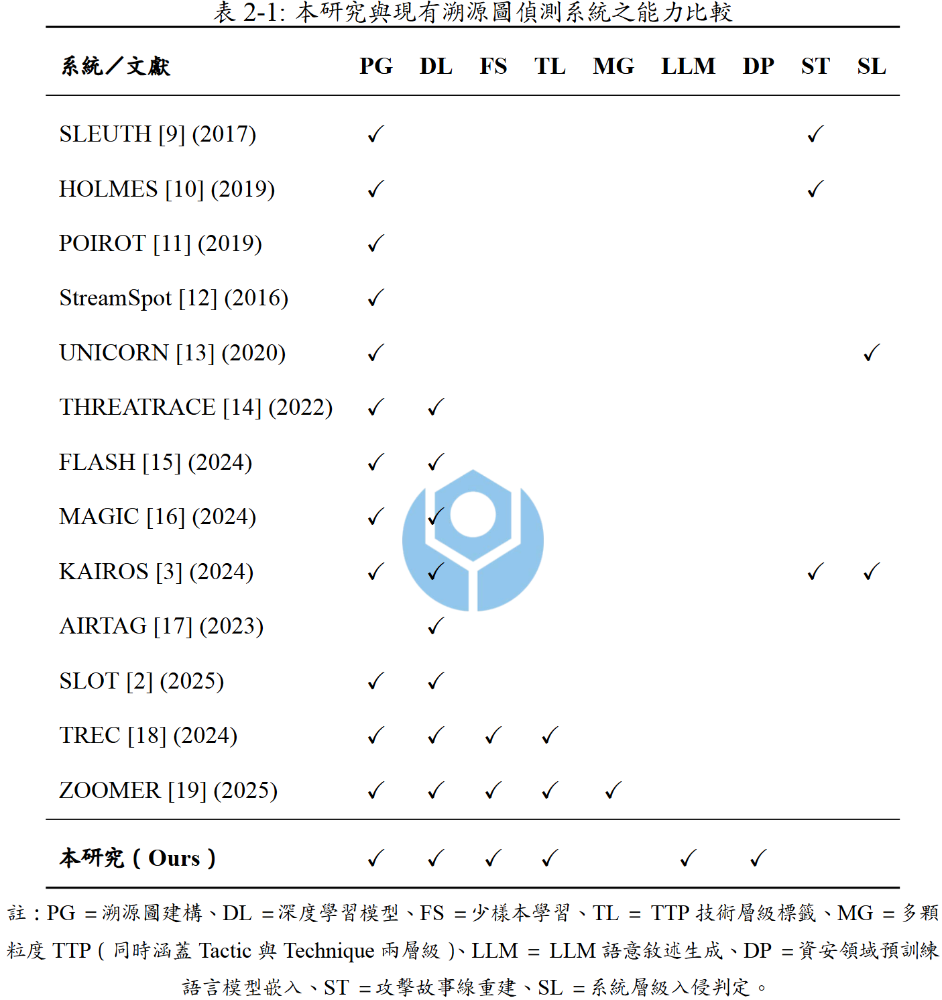 表 2-1: 本研究與現有溯源圖偵測系統之能力比較
系統／文獻 PG DL FS TL MG LLM DP ST SL
SLEUTH [9] (2017) ✓ ✓
HOLMES [10] (2019) ✓ ✓
POIROT [11] (2019) ✓
StreamSpot [12] (2016) ✓
UNICORN [13] (2020) ✓ ✓
THREATRACE [14] (2022) ✓ ✓
FLASH [15] (2024) ✓ ✓
MAGIC [16] (2024) ✓ ✓
KAIROS [3] (2024) ✓ ✓ ✓ ✓
AIRTAG [17] (2023) ✓
SLOT [2] (2025) ✓ ✓
TREC [18] (2024) ✓ ✓ ✓ ✓
ZOOMER [19] (2025) ✓ ✓ ✓ ✓ ✓
本研究（Ours） ✓ ✓ ✓ ✓ ✓ ✓
註：PG =溯源圖建構、DL =深度學習模型、FS =少樣本學習、TL = TTP 技術層級標籤、MG =多顆
粒度 TTP（同時涵蓋 Tactic 與 Technique 兩層級）、LLM = LLM 語意敘述生成、DP =資安領域預訓練
語言模型嵌入、ST =攻擊故事線重建、SL =系統層級入侵判定。